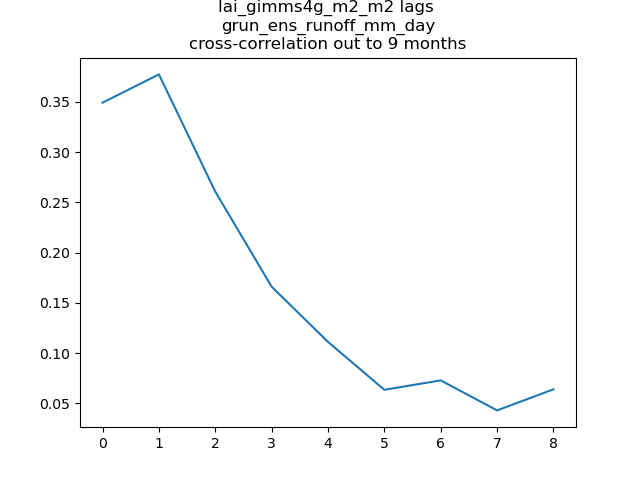 lai_gimms4g_m2_m2 lags
grun_ens_runoff_mm_day
cross-correlation out to 9 months
0.35
0.30
0.25
0.20
0.15
0.10
0.05
0 1 2 3 4 5 6 7 8